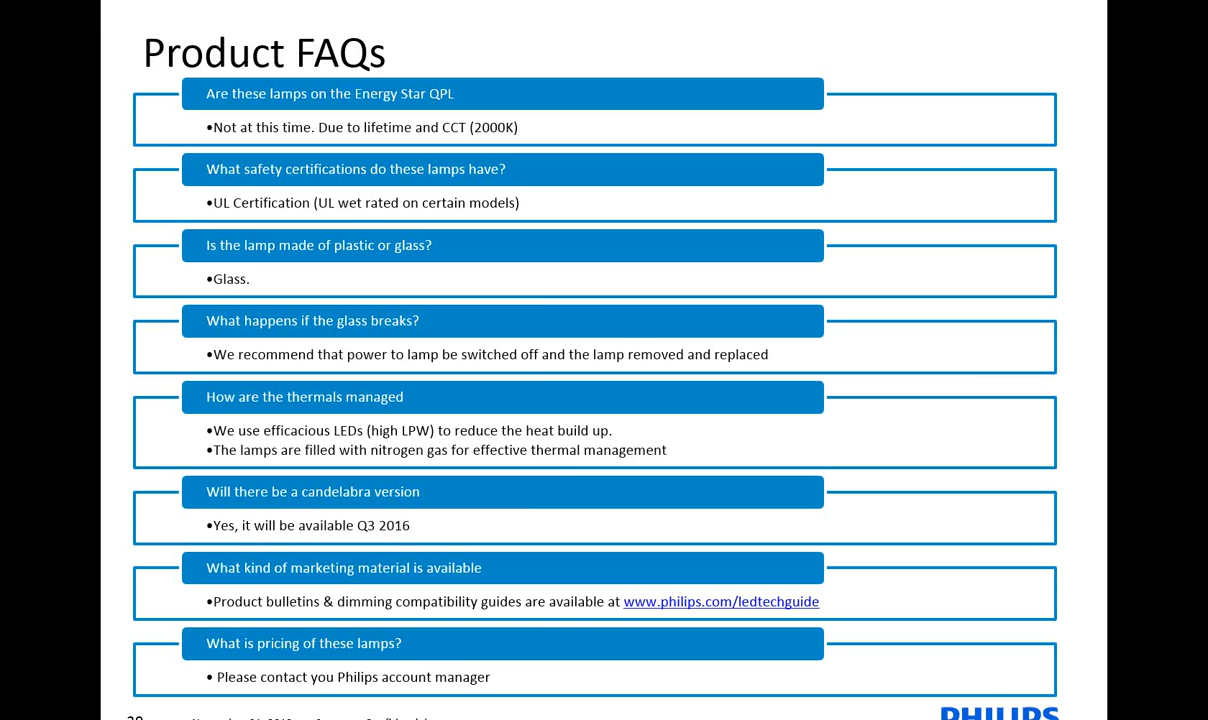 Product FAQs
Are these lamps on the Energy Star QPL
•Not at this time. Due to lifetime and CCT (2000K)
What safety certifications do these lamps have?
•UL Certification (UL wet rated on certain models)
Is the lamp made of plastic or glass?
•Glass.
What happens if the glass breaks?
•We recommend that power to lamp be switched off and the lamp removed and replaced
How are the thermals managed
•We use efficacious LEDs (high LPW) to reduce the heat build up.
•The lamps are filled with nitrogen gas for effective thermal management
Will there be a candelabra version
•Yes, it will be available Q3 2016
What kind of marketing material is available
•Product bulletins & dimming compatibility guides are available at www.philips.com/ledtechguide
What is pricing of these lamps?
• Please contact you Philips account manager
PHILIPS